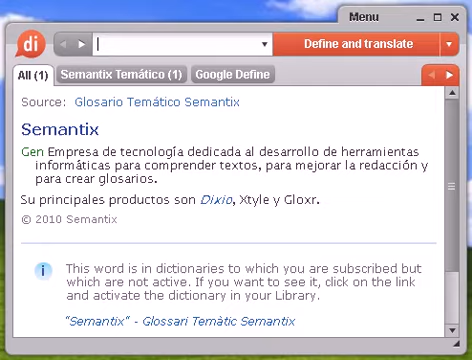 Menu
di
Define and translate
All (1)
Semantix Temático (1)
Google Define
Source: Glosario Temático Semantix
Semantix
Gen Empresa de tecnología dedicada al desarrollo de herramientas
informáticas para comprender textos, para mejorar la redacción y
para crear glosarios.
Su principales productos son Dixio, Xtyle y Gloxr.
© 2010 Semantix
This word is in dictionaries to which you are subscribed but
which are not active. If you want to see it, click on the link
and activate the dictionary in your Library.
"Semantix" - Glossari Temàtic Semantix